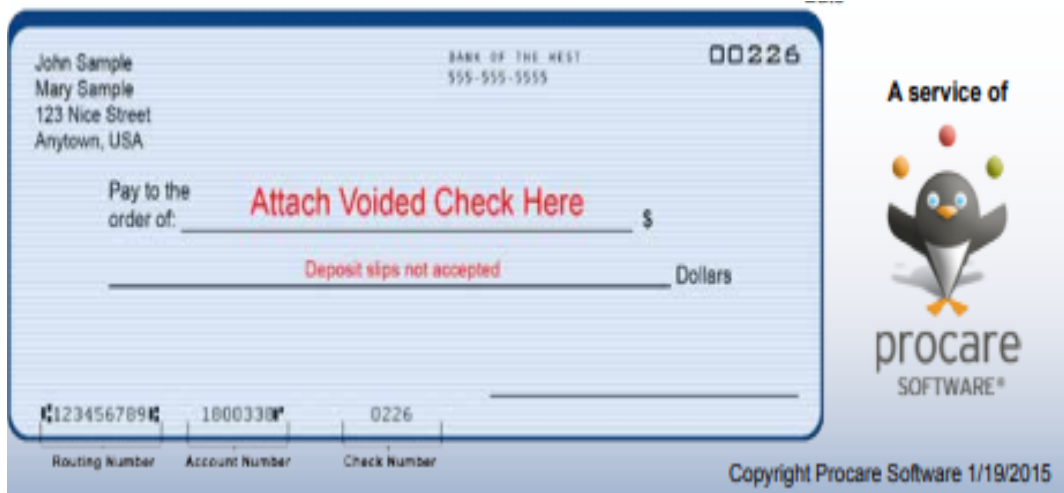 John Sample
Mary Sample
123 Nice Street
Anytown, USA
BANK OF THE WEST
555-555-5555
00226
Pay to the
order of:
Attach Voided Check Here
$
Deposit slips not accepted
Dollars
⑆123456789⑆ 1800338⑈ 0226
Routing Number Account Number Check Number
A service of
procare
SOFTWARE®
Copyright Procare Software 1/19/2015